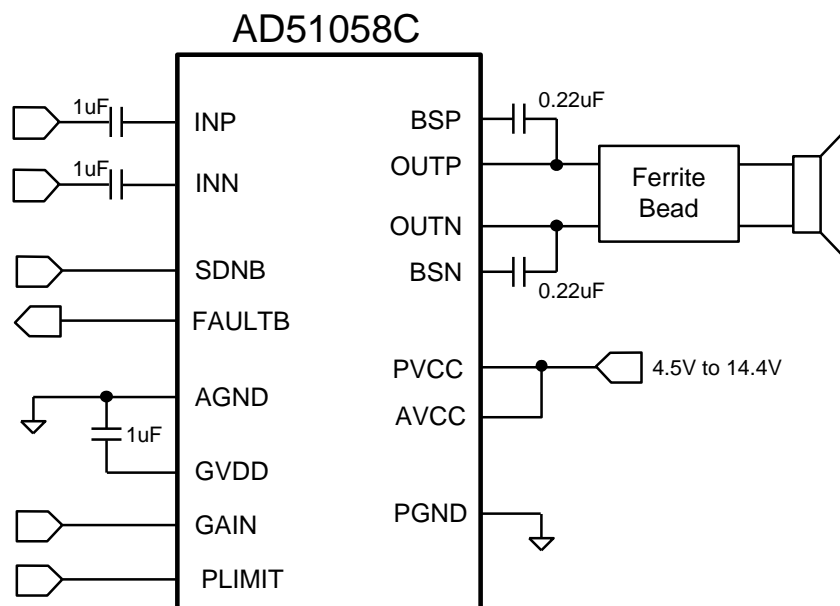 AD51058C
1uF
INP
1uF
INN
SDNB
FAULTB
AGND
1uF
GVDD
GAIN
PLIMIT
BSP
0.22uF
OUTP
Ferrite
Bead
OUTN
BSN
0.22uF
PVCC
4.5V to 14.4V
AVCC
PGND